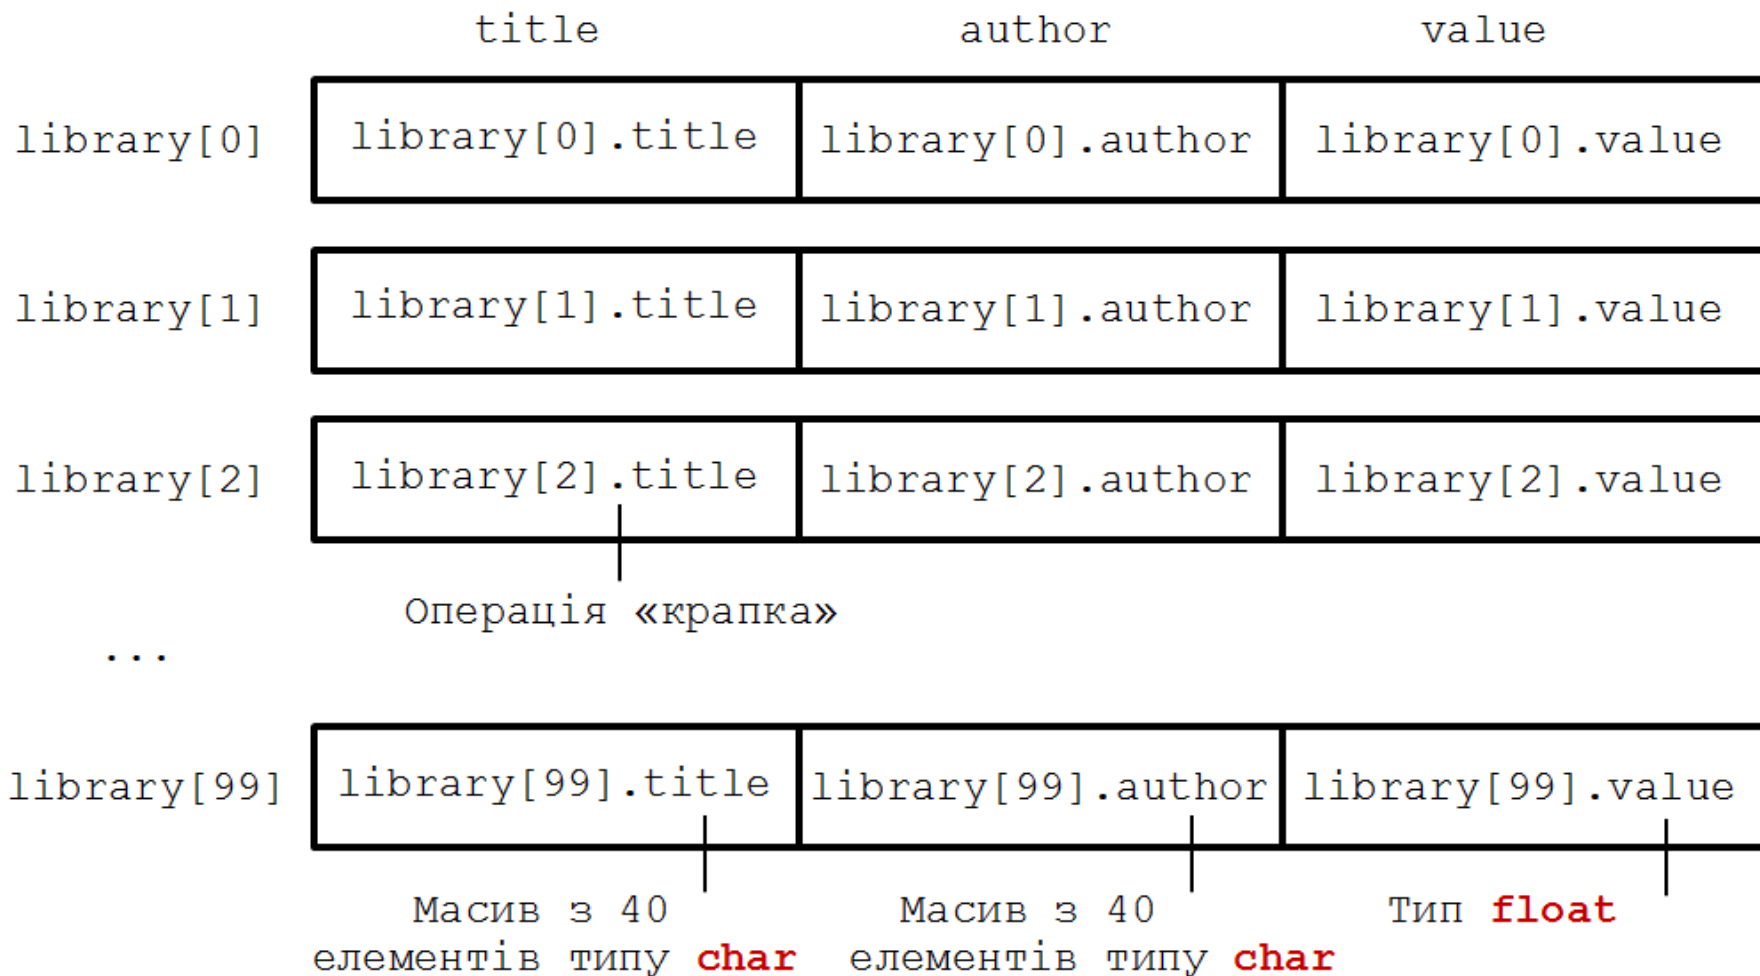 title author value
library[0] library[0].title library[0].author library[0].value
library[1] library[1].title library[1].author library[1].value
library[2] library[2].title library[2].author library[2].value
Операція «крапка»
...
library[99] library[99].title library[99].author library[99].value
Масив з 40 Масив з 40 Тип float
елементів типу char елементів типу char